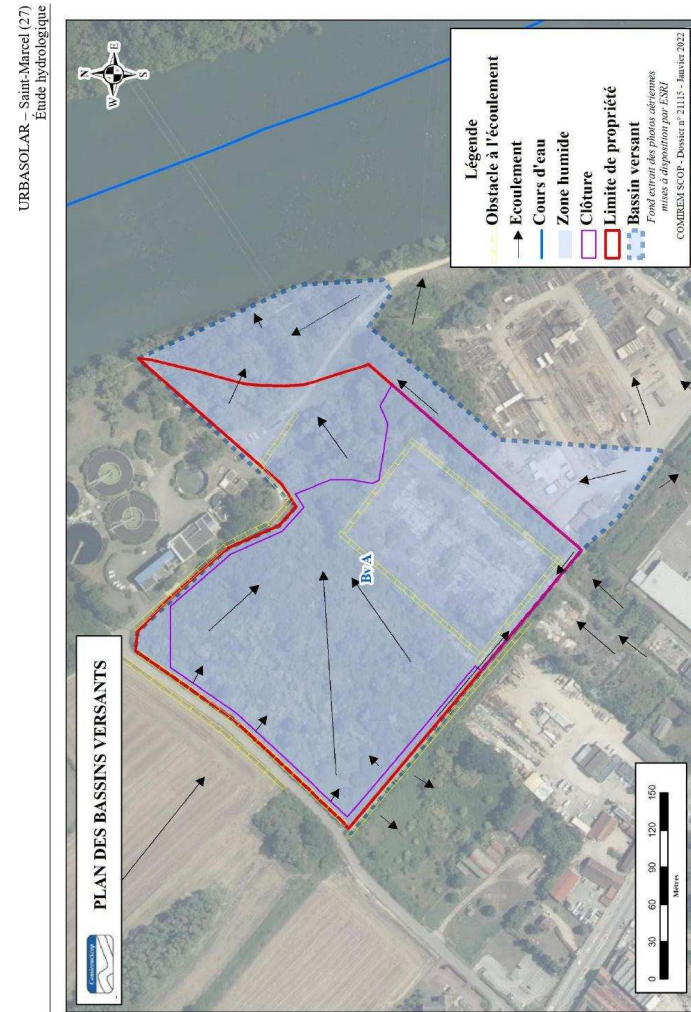 URBASOLAR – Saint-Marcel (27)
Étude hydrologique
Comiremscop
PLAN DES BASSINS VERSANTS
N
E
S
W
BvA
Légende
Obstacle à l'écoulement
Ecoulement
Cours d'eau
Zone humide
Clôture
Limite de propriété
Bassin versant
Fond extrait des photos aériennes
mises à disposition par ESRI
COMIREM SCOP - Dossier n° 21115 - Janvier 2022
0 30 60 90 120 150
Mètres